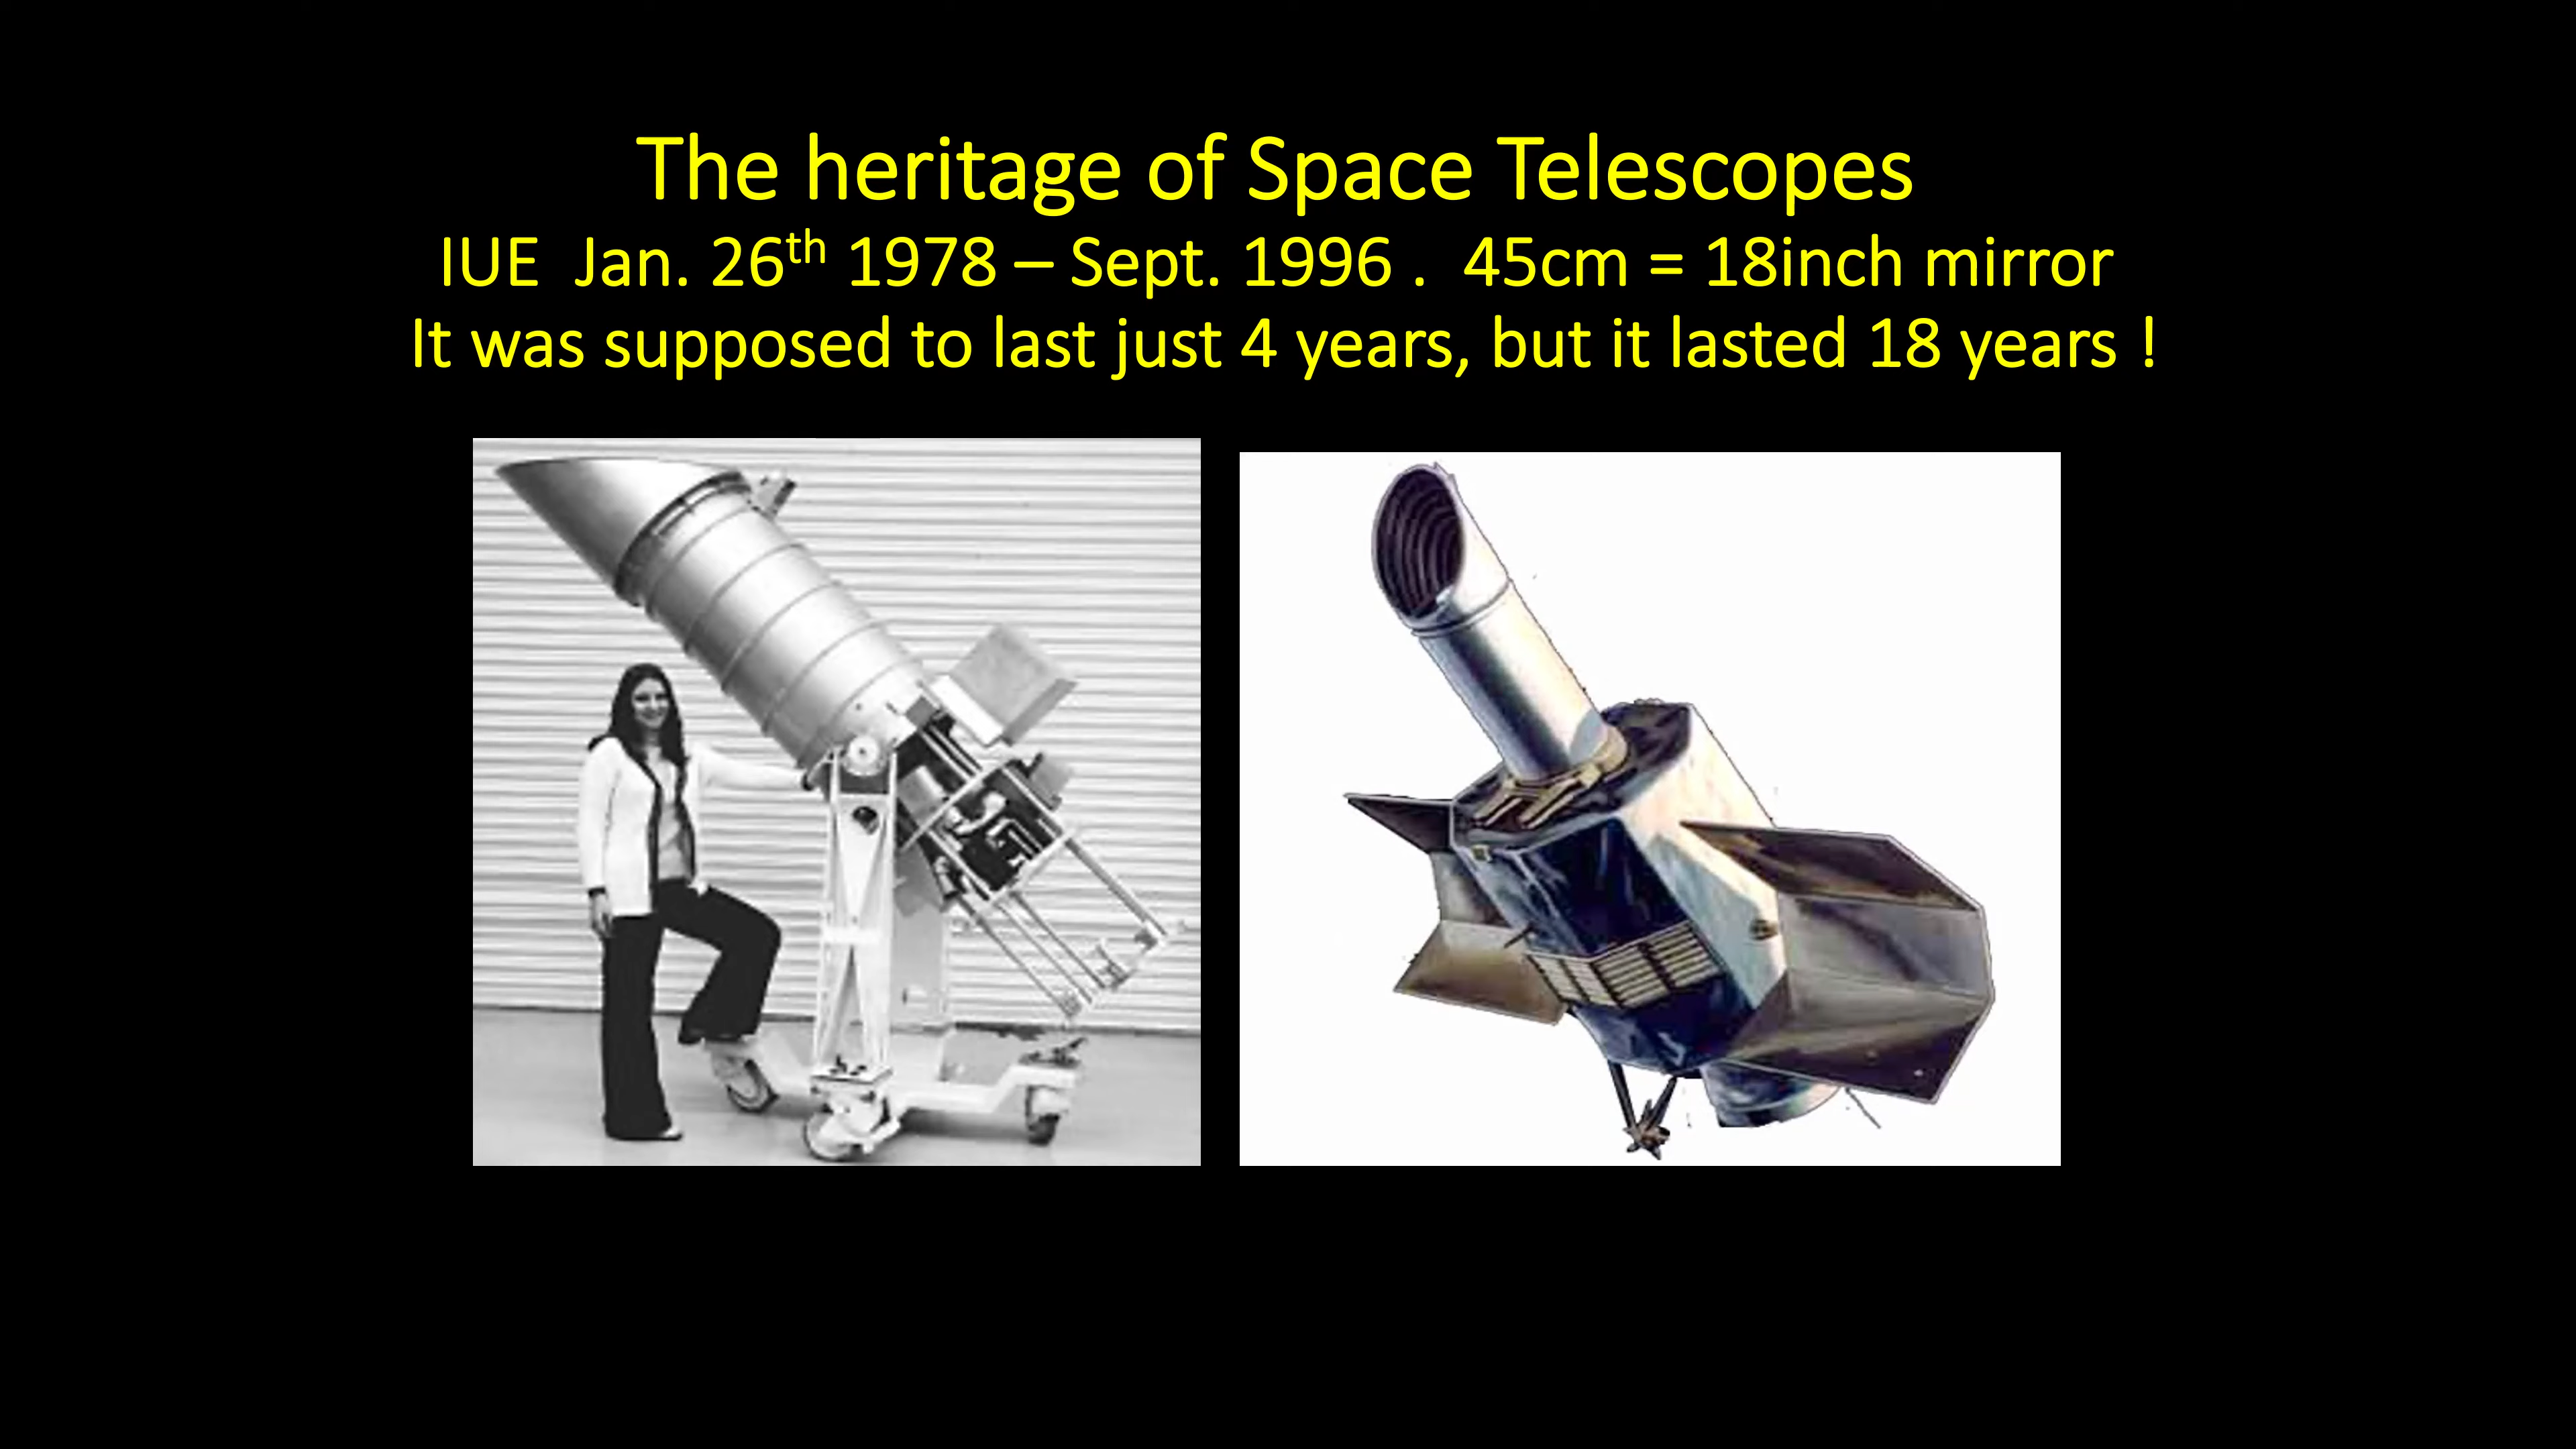 The heritage of Space Telescopes
IUE  Jan. 26th 1978 – Sept. 1996 .  45cm = 18inch mirror
It was supposed to last just 4 years, but it lasted 18 years !